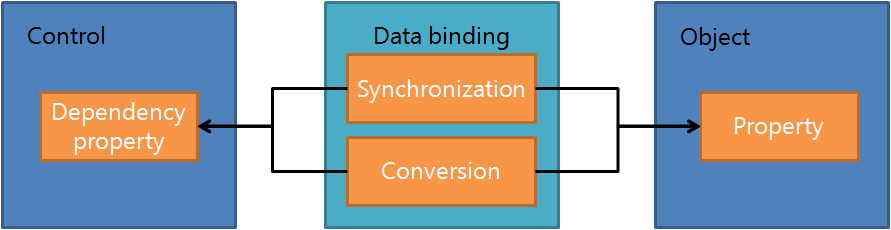 Control
Dependency
property
Data binding
Synchronization
Conversion
Object
Property